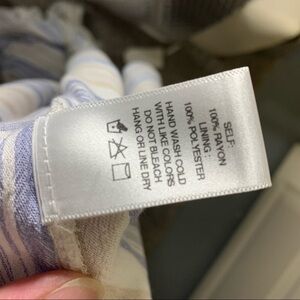 SELF:
100% RAYON
LINING:
100% POLYESTER
HAND WASH COLD
WITH LIKE COLORS
DO NOT BLEACH
HANG OR LINE DRY